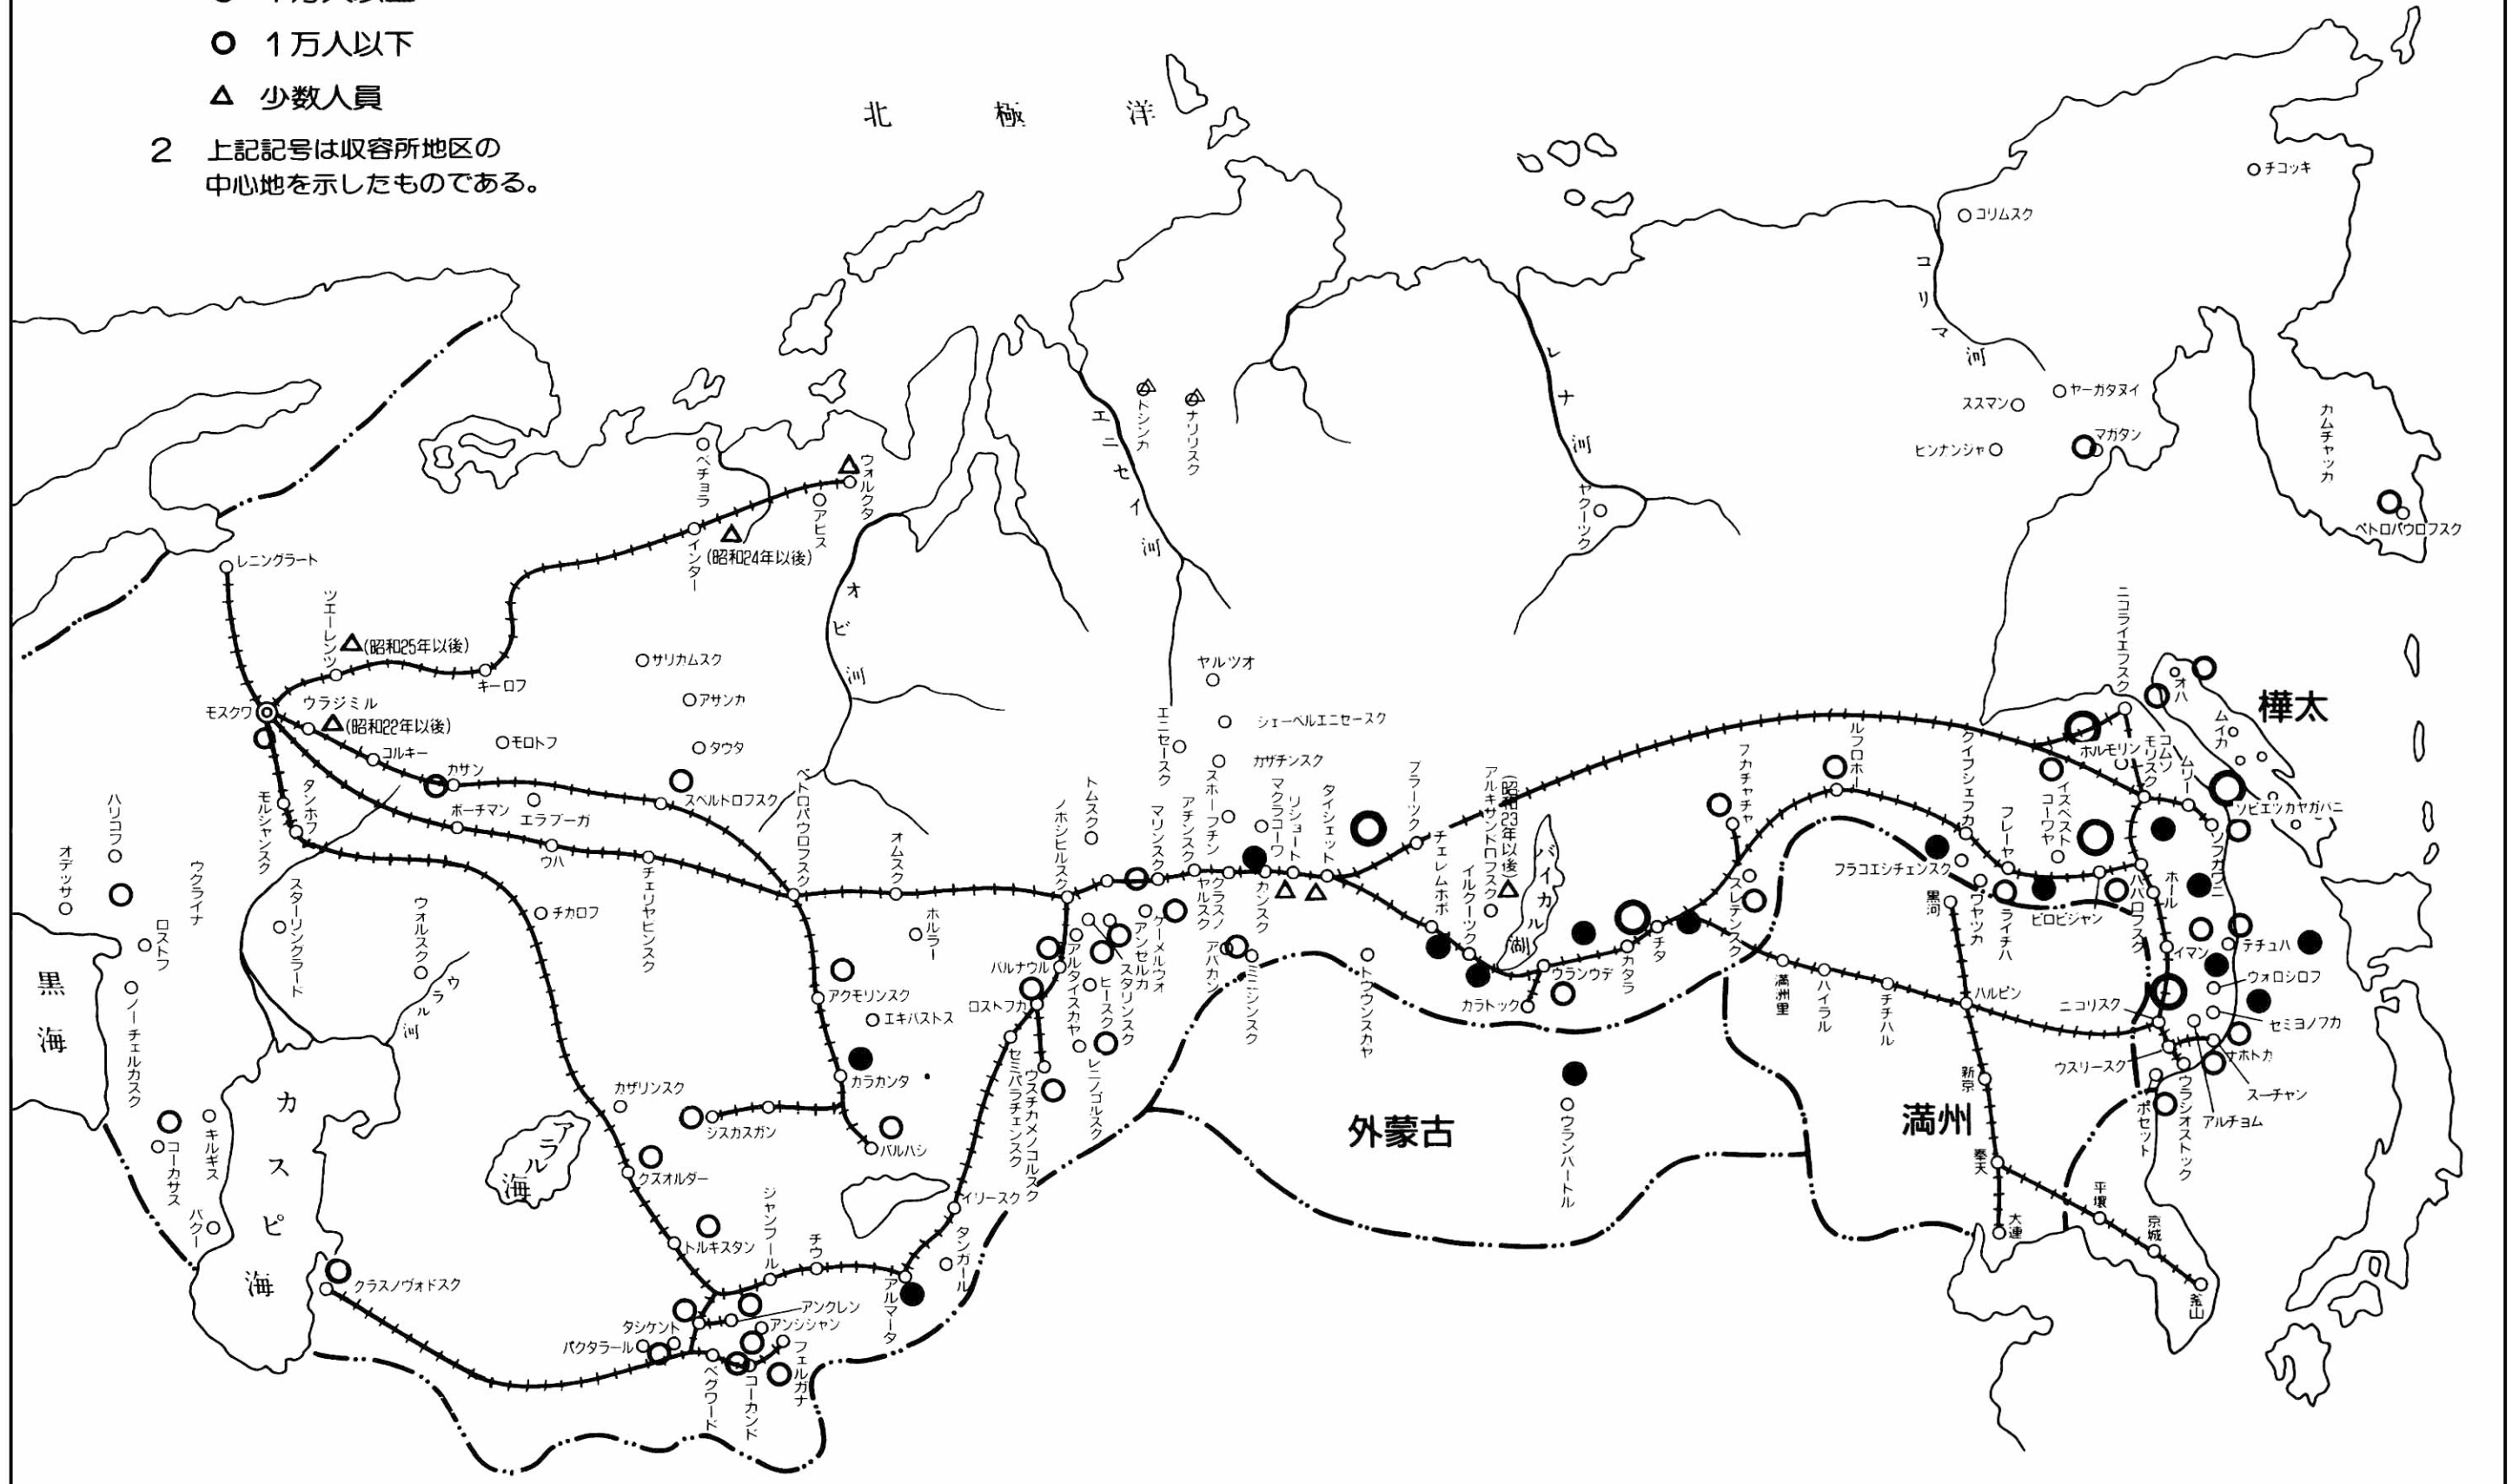 1万人以下
少数人員
2 上記記号は収容所地区の
中心地を示したものである。
北極洋
チコッキ
コリムスク
コリマ河
ヤーガタヌイ
ススマン
マガタン
ヒンナンジャ
カムチャッカ
ペトロパウロフスク
トシンカ
ナリリスク
エニセイ河
レナ河
ヤクーツク
ペチョラ
ウォルクタ
アヒス
インター
(昭和24年以後)
オビ河
レニングラート
ツエーレンツ
(昭和25年以後)
キーロフ
サリカムスク
アサンカ
タウタ
モロトフ
モスクワ
ウラジミル
(昭和22年以後)
コルキー
カサン
ボーチマン
エラブーガ
スベルトロフスク
ウハ
チェリヤビンスク
タンホフ
モルシャンスク
チカロフ
ハリコフ
オデッサ
ウクライナ
ロストフ
ノーチェルカスク
スターリングラード
ウォルスク
ウラル河
黒海
カスピ海
アラル海
コーカサス
キルギス
バクー
クラスノヴォドスク
カザリンスク
クズオルダー
トルキスタン
ジャンブール
チウ
アルマータ
タンガール
イリースク
アンクレン
アンシシャン
タシケント
パクタラール
ベグワード
コーカンド
フェルガナ
ペトロパウロフスク
オムスク
ホルラー
アクモリンスク
エキバストス
カラカンタ
シスカスガン
バルハシ
ノホシビルスク
トムスク
マリンスク
アチンスク
スホーブチン
クラスノヤルスク
マクラコーワ
リショート
タイシェット
カンスク
ヤルツオ
シェーベルエニセースク
エニセースク
カザチンスク
バルナウル
ロストフカ
アルタイスカヤ
ヒースク
スタリンスク
アンゼルカ
ケーメルウォ
アバカン
ミニシンスク
レニノゴルスク
セミパラチェンスク
ウスチカメノゴルスク
トウウンスカヤ
ブラーツク
チェレムホボ
イルクーツク
アルキサンドロフスク
(昭和23年以後)
バイカル湖
カラトック
ウランウデ
カタラ
チタ
フカチャチャ
スレテンスク
ルフロホー
クイブシェフカ
フラコエシチェンスク
フレーヤ
ワヤツカ
ライチハ
イズベストコーワヤ
ビロビジャン
ハバロフスク
ホール
イマン
テチュハ
ウォロシロフ
セミヨノフカ
ニコリスク
ナホトカ
ウスリースク
スーチャン
アルチョム
ウラシオストック
ポセット
ニコライエフスク
ホルモリン
コムソモリスク
ムリー
ソフガワニ
ソビエツカヤガハニ
オハ
ムイカ
樺太
満洲里
ハイラル
チチハル
ハルピン
黒河
新京
満州
奉天
大連
平壌
京城
釜山
外蒙古
ウランバートル